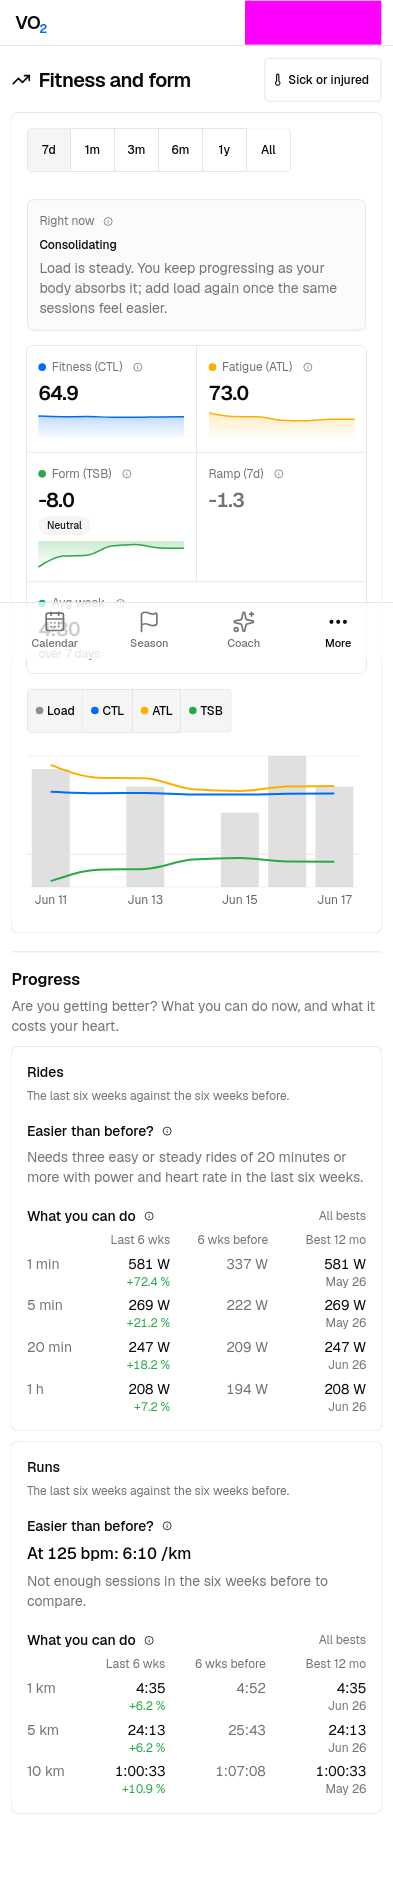 VO2
Fitness and form
Sick or injured
7d 1m 3m 6m 1y All
Right now
Consolidating
Load is steady. You keep progressing as your
body absorbs it; add load again once the same
sessions feel easier.
Fitness (CTL)
64.9
Fatigue (ATL)
73.0
Form (TSB)
-8.0
Neutral
Ramp (7d)
-1.3
Avg week
over 7 days
Calendar Season Coach More
Load CTL ATL TSB
Jun 11 Jun 13 Jun 15 Jun 17
Progress
Are you getting better? What you can do now, and what it
costs your heart.
Rides
The last six weeks against the six weeks before.
Easier than before?
Needs three easy or steady rides of 20 minutes or
more with power and heart rate in the last six weeks.
What you can do All bests
Last 6 wks 6 wks before Best 12 mo
1 min 581 W 337 W 581 W
+72.4 % May 26
5 min 269 W 222 W 269 W
+21.2 % May 26
20 min 247 W 209 W 247 W
+18.2 % Jun 26
1 h 208 W 194 W 208 W
+7.2 % Jun 26
Runs
The last six weeks against the six weeks before.
Easier than before?
At 125 bpm: 6:10 /km
Not enough sessions in the six weeks before to
compare.
What you can do All bests
Last 6 wks 6 wks before Best 12 mo
1 km 4:35 4:52 4:35
+6.2 % Jun 26
5 km 24:13 25:43 24:13
+6.2 % Jun 26
10 km 1:00:33 1:07:08 1:00:33
+10.9 % May 26